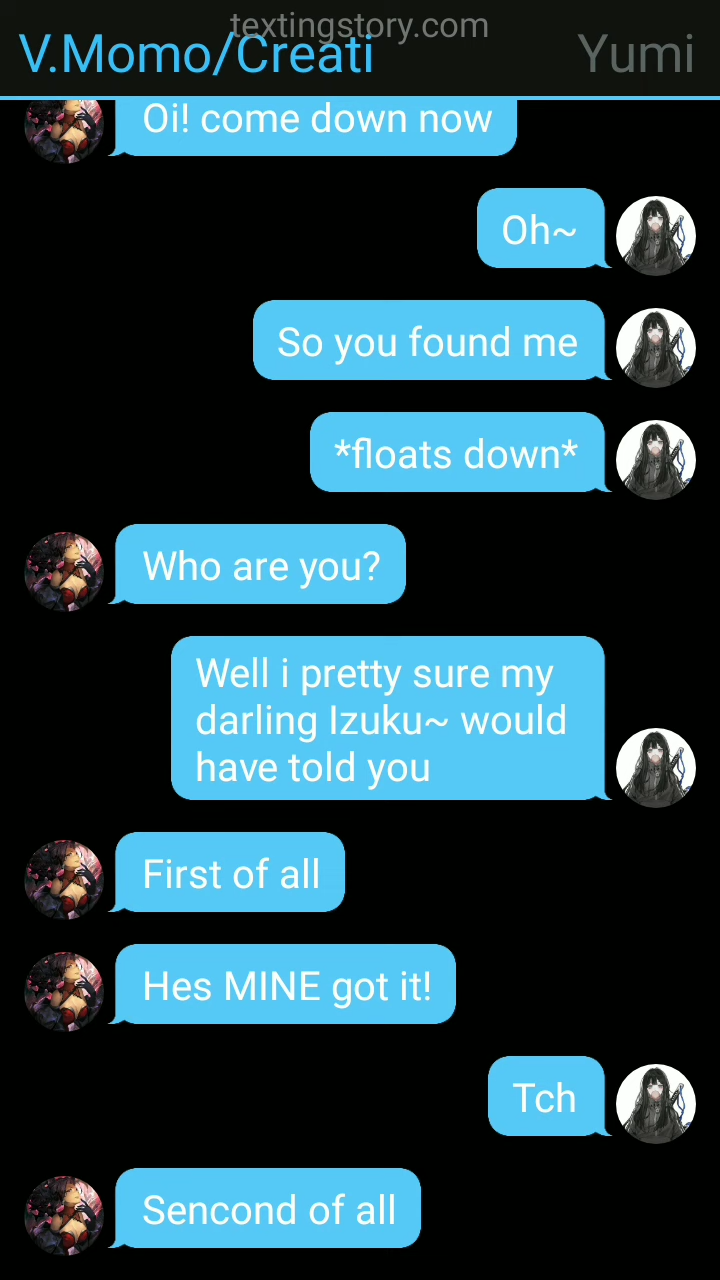 textingstory.com
V.Momo/Creati
Yumi
Oi! come down now
Oh~
So you found me
*floats down*
Who are you?
Well i pretty sure my
darling Izuku~ would
have told you
First of all
Hes MINE got it!
Tch
Sencond of all